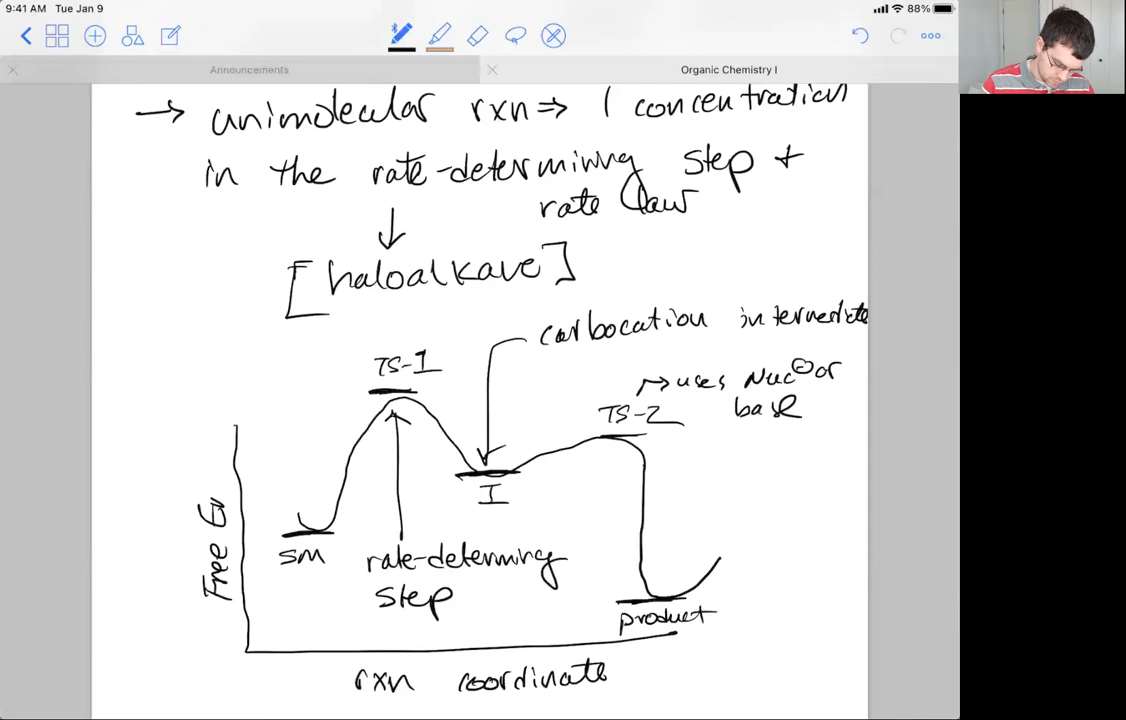 9:41 AM Tue Jan 9
88%
Announcements
Organic Chemistry I
→ unimolecular rxn ⇒ 1 concentration
in the rate-determining step +
rate law
↓
[haloalkane]
carbocation intermediate
TS-1
→ uses Nuc⊖ or
base
TS-2
I
Free E
SM
rate-determining
step
product
rxn coordinate